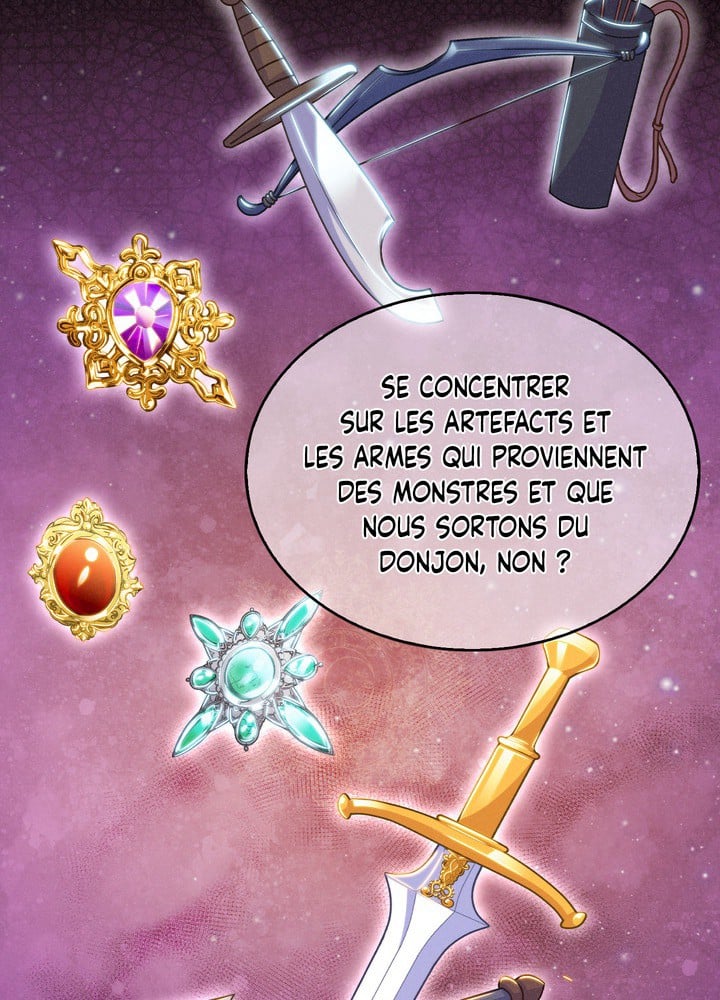 SE CONCENTRER
SUR LES ARTEFACTS ET
LES ARMES QUI PROVIENNENT
DES MONSTRES ET QUE
NOUS SORTONS DU
DONJON, NON ?